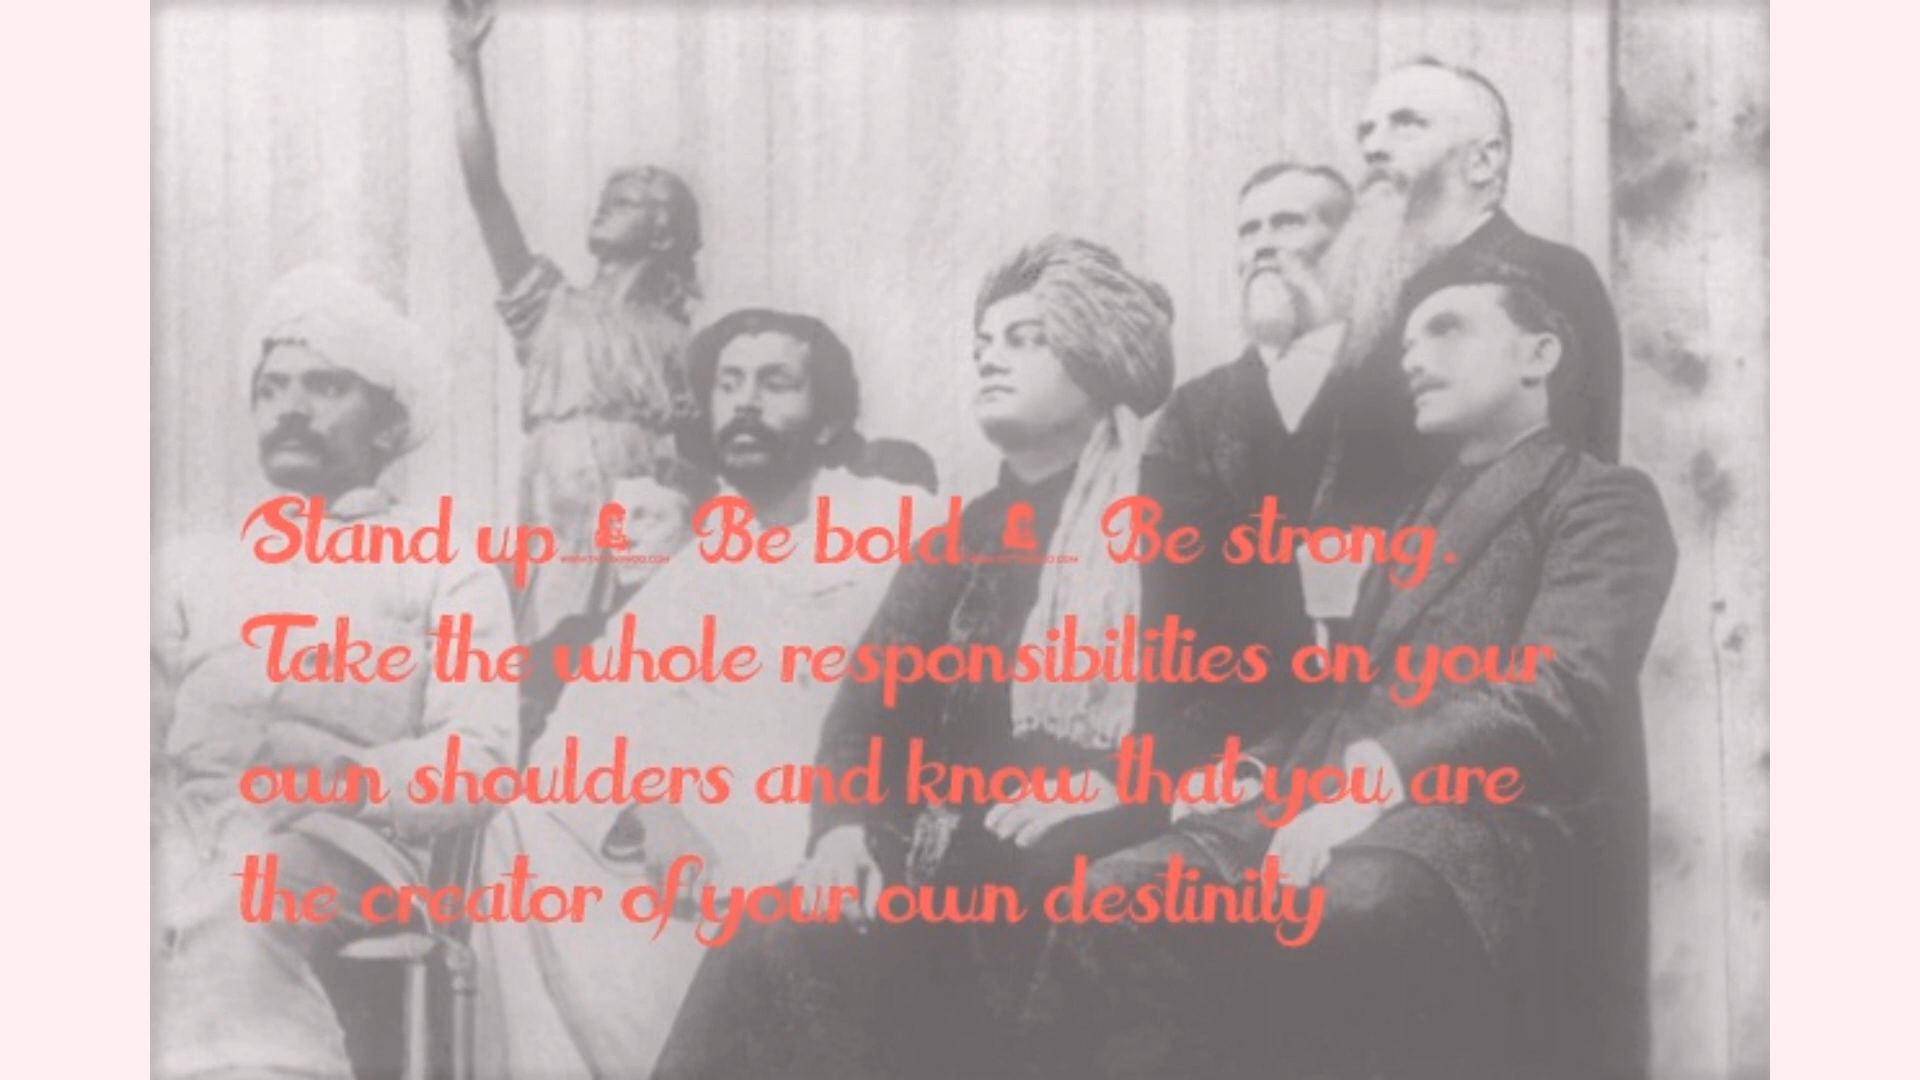 Stand up Be bold Be strong.
Take the whole responsibilities on your
own shoulders and know that you are
the creator of your own destinity